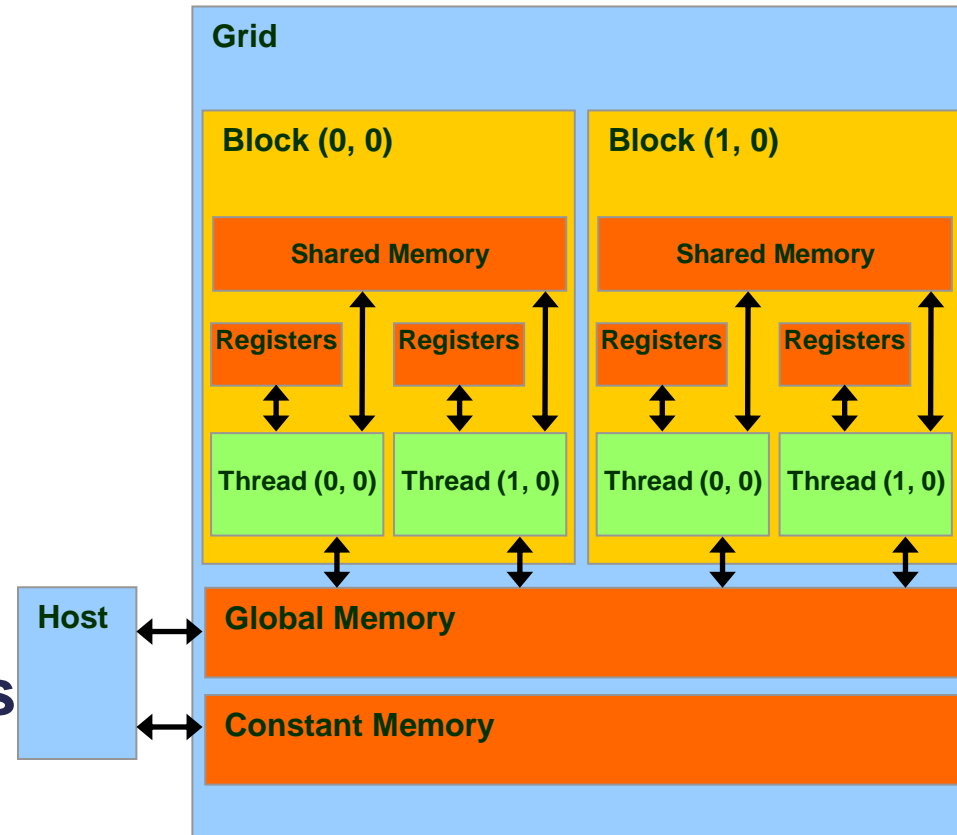 Grid
Block (0, 0)
Block (1, 0)
Shared Memory
Shared Memory
Registers
Registers
Registers
Registers
Thread (0, 0)
Thread (1, 0)
Thread (0, 0)
Thread (1, 0)
Host
Global Memory
s
Constant Memory